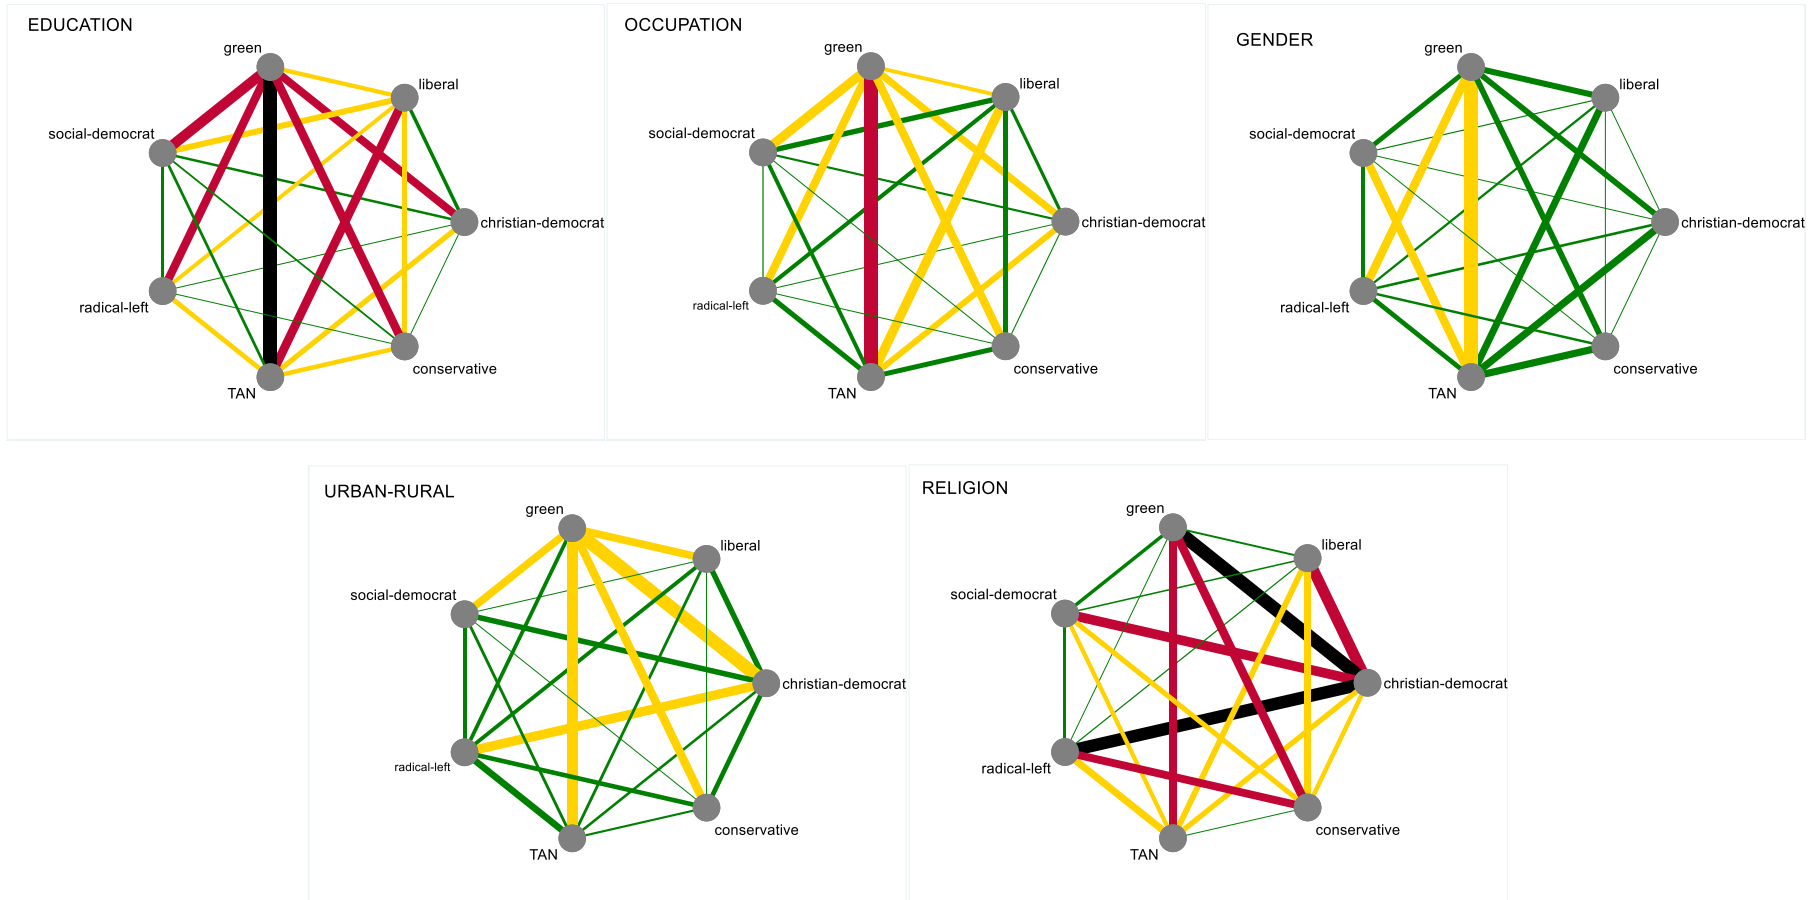 EDUCATION
green
liberal
social-democrat
christian-democrat
radical-left
conservative
TAN
OCCUPATION
green
liberal
social-democrat
christian-democrat
radical-left
conservative
TAN
GENDER
green
liberal
social-democrat
christian-democrat
radical-left
conservative
TAN
URBAN-RURAL
green
liberal
social-democrat
christian-democrat
radical-left
conservative
TAN
RELIGION
green
liberal
social-democrat
christian-democrat
radical-left
conservative
TAN